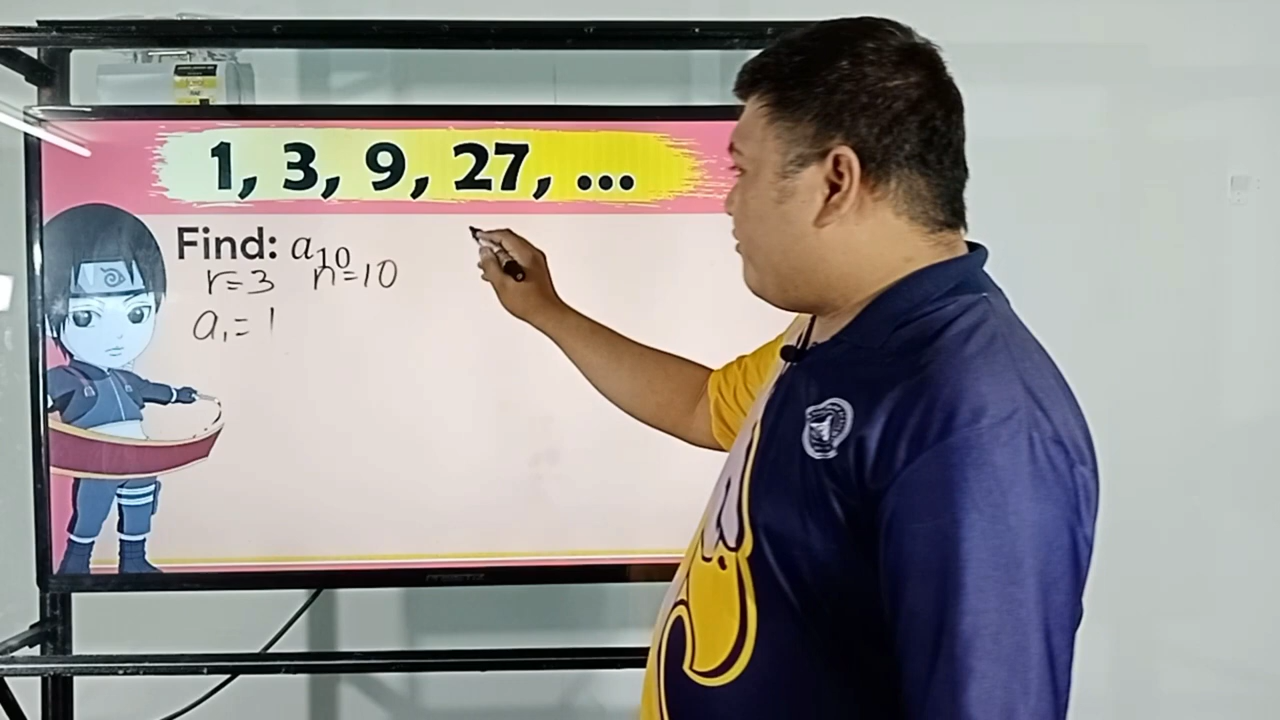 1, 3, 9, 27, ...
Find: a₁₀
r=3 n=10
a₁=1